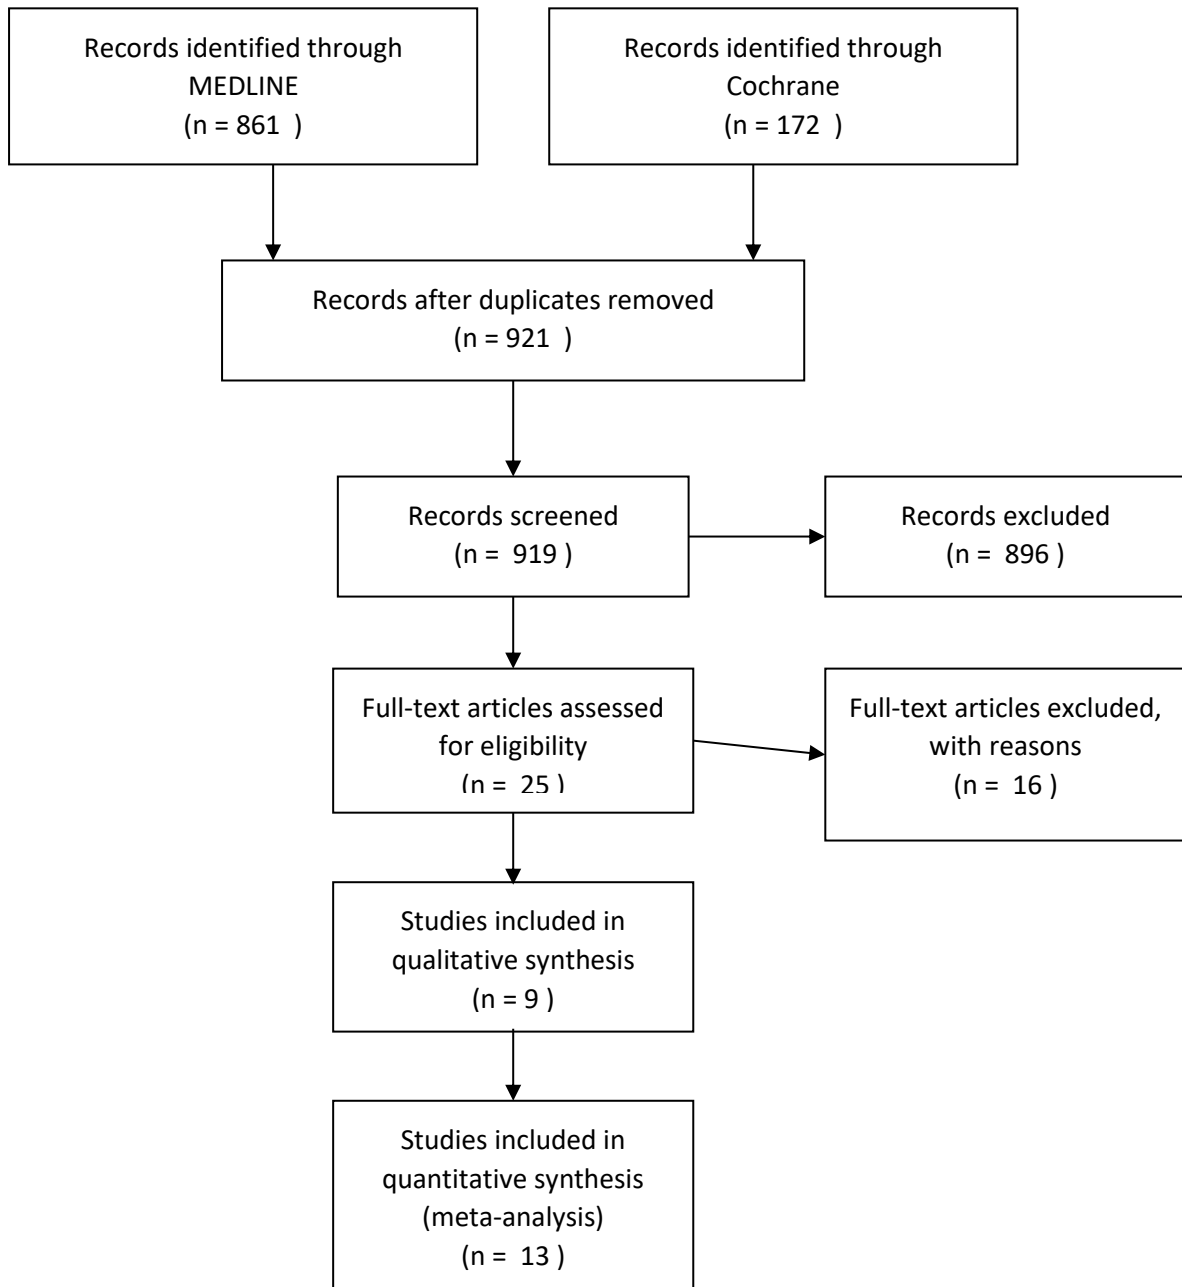 Records identified through
MEDLINE
(n = 861  )
Records identified through
Cochrane
(n = 172  )
Records after duplicates removed
(n = 921  )
Records screened
(n =  919 )
Records excluded
(n =  896 )
Full-text articles assessed
for eligibility
(n =  25 )
Full-text articles excluded,
with reasons
(n =  16 )
Studies included in
qualitative synthesis
(n = 9 )
Studies included in
quantitative synthesis
(meta-analysis)
(n =  13 )